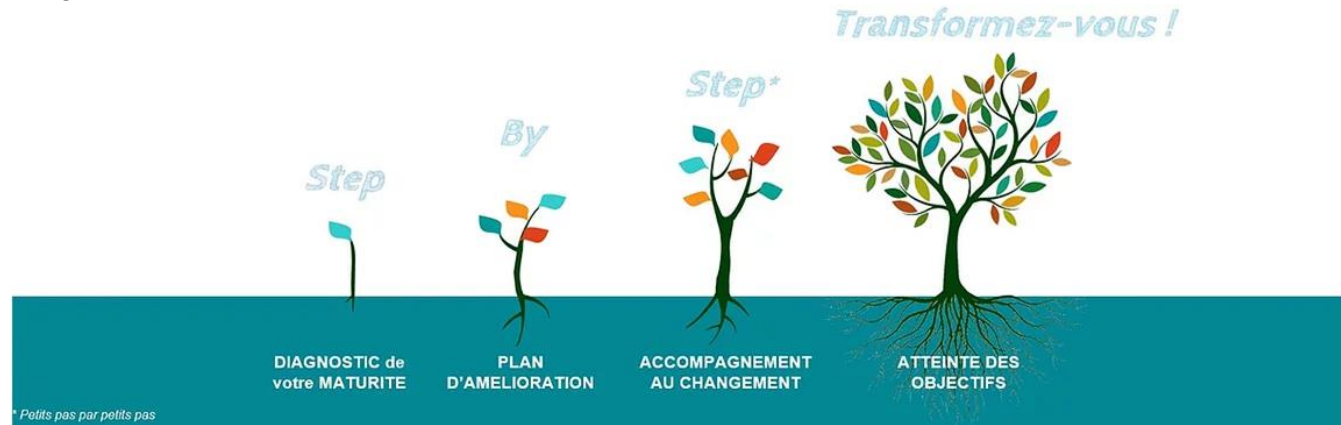 Transformez-vous !
Step*
By
Step
DIAGNOSTIC de
votre MATURITE
PLAN
D'AMELIORATION
ACCOMPAGNEMENT
AU CHANGEMENT
ATTEINTE DES
OBJECTIFS
* Petits pas par petits pas